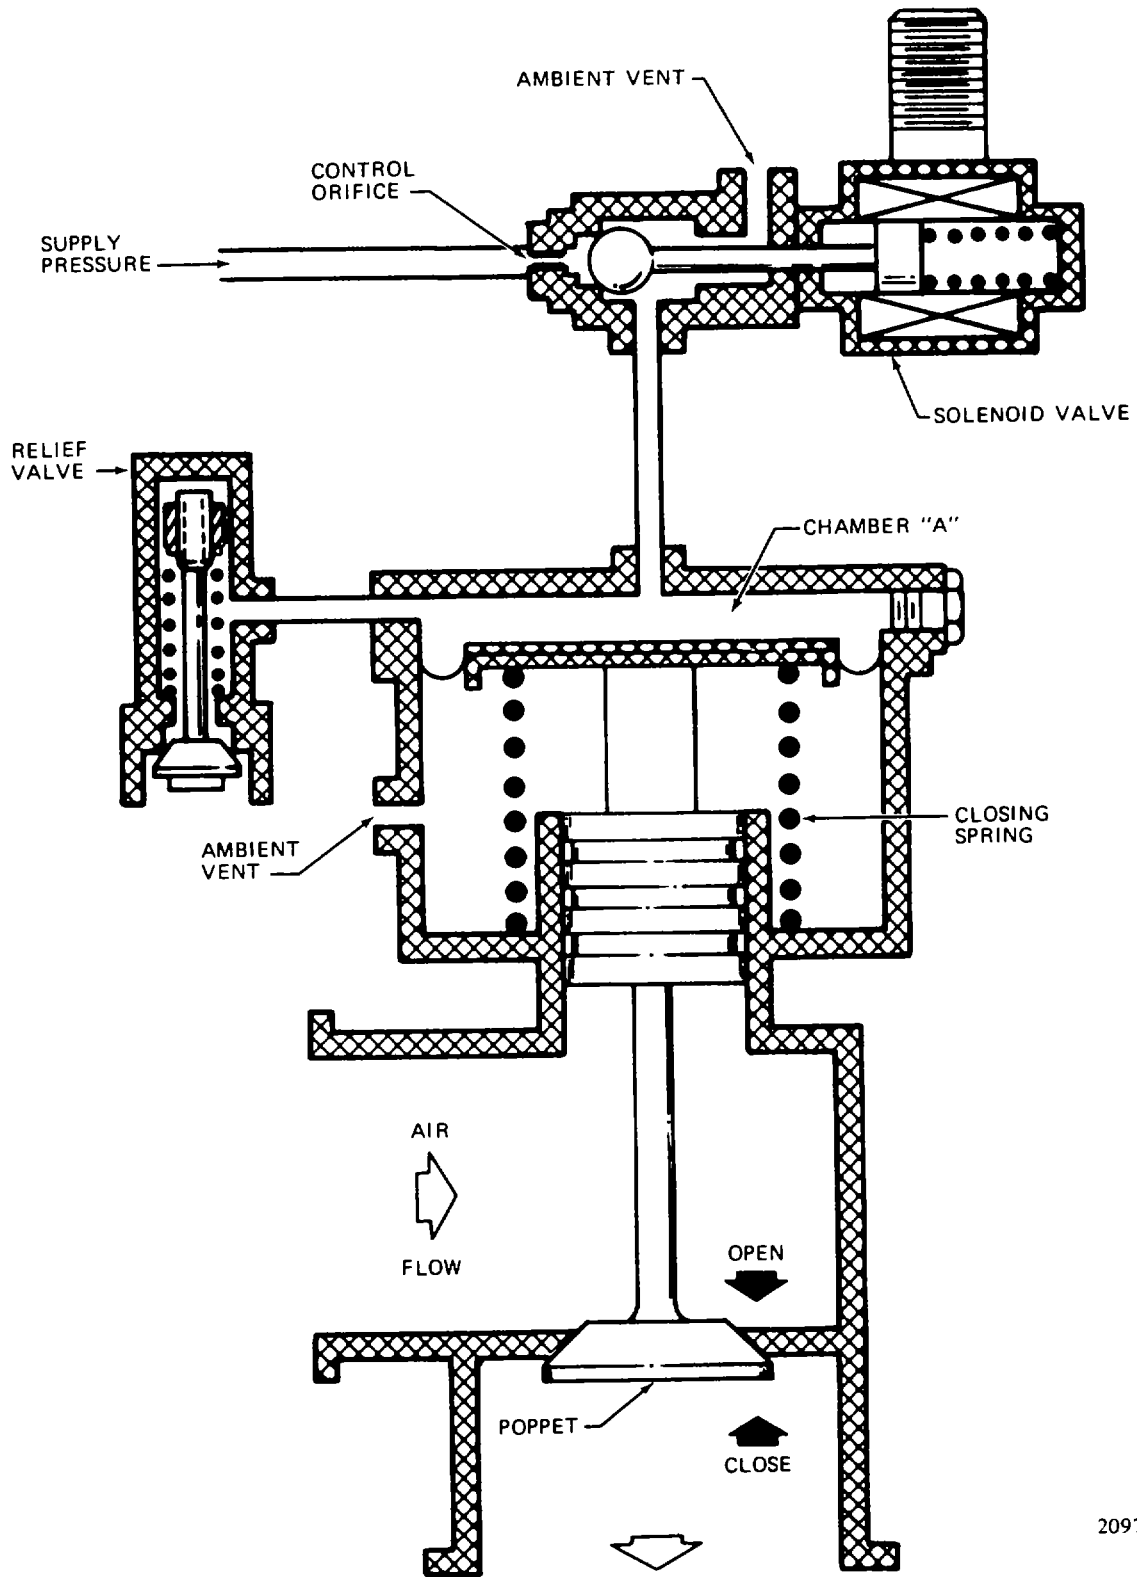 AMBIENT VENT
CONTROL
ORIFICE
SUPPLY
PRESSURE
SOLENOID VALVE
RELIEF
VALVE
CHAMBER "A"
CLOSING
SPRING
AMBIENT
VENT
AIR
FLOW
OPEN
POPPET
CLOSE
2097